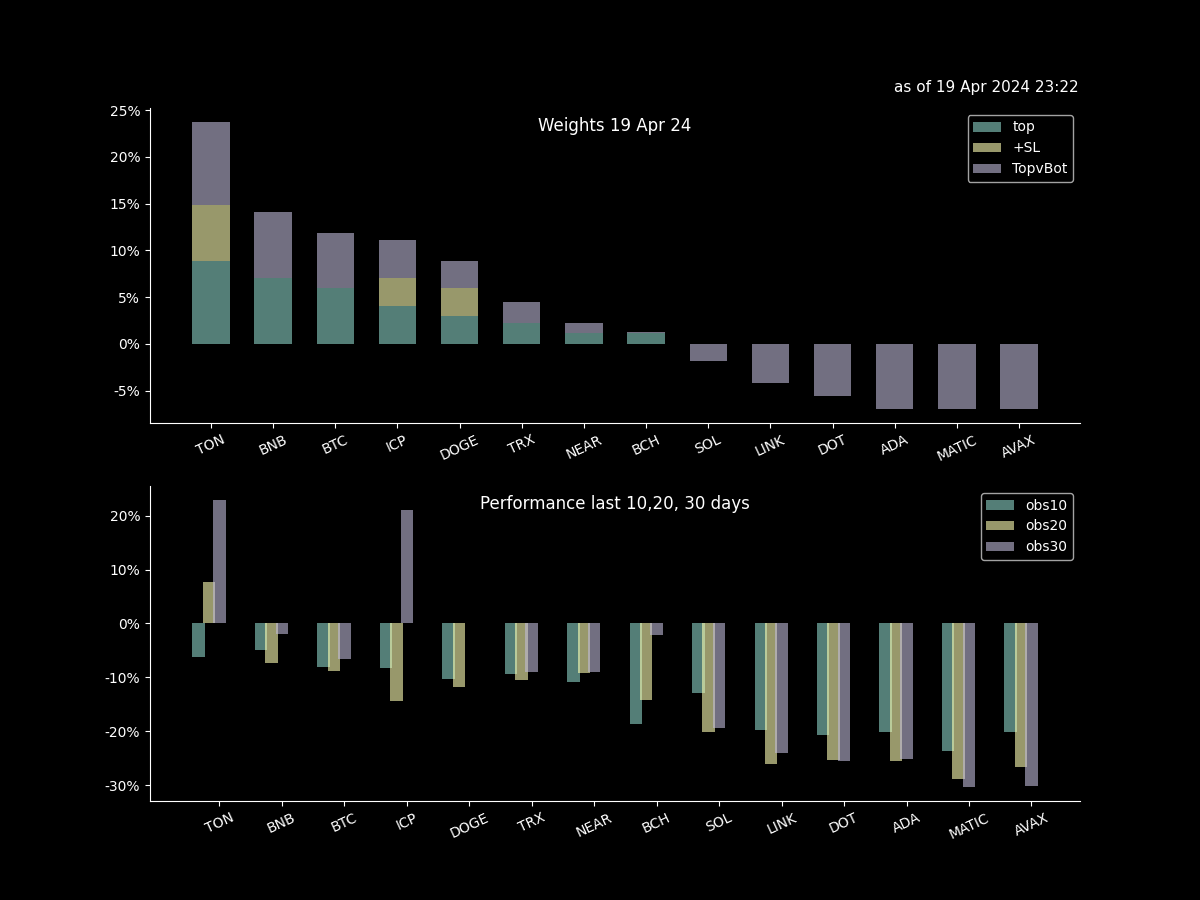 as of 19 Apr 2024 23:22
Weights 19 Apr 24
top
+SL
TopvBot
25%
20%
15%
10%
5%
0%
-5%
TON BNB BTC ICP DOGE TRX NEAR BCH SOL LINK DOT ADA MATIC AVAX
Performance last 10,20, 30 days
obs10
obs20
obs30
20%
10%
0%
-10%
-20%
-30%
TON BNB BTC ICP DOGE TRX NEAR BCH SOL LINK DOT ADA MATIC AVAX